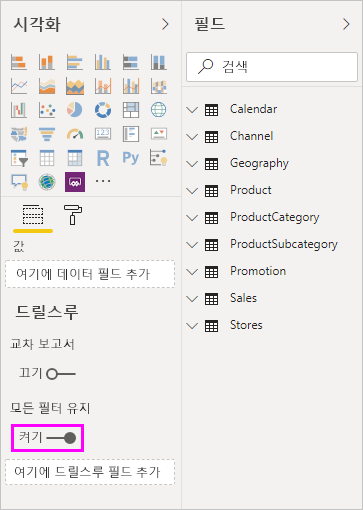 시각화
123
R
Py
값
여기에 데이터 필드 추가
드릴스루
교차 보고서
끄기
모든 필터 유지
켜기
여기에 드릴스루 필드 추가
필드
검색
Calendar
Channel
Geography
Product
ProductCategory
ProductSubcategory
Promotion
Sales
Stores